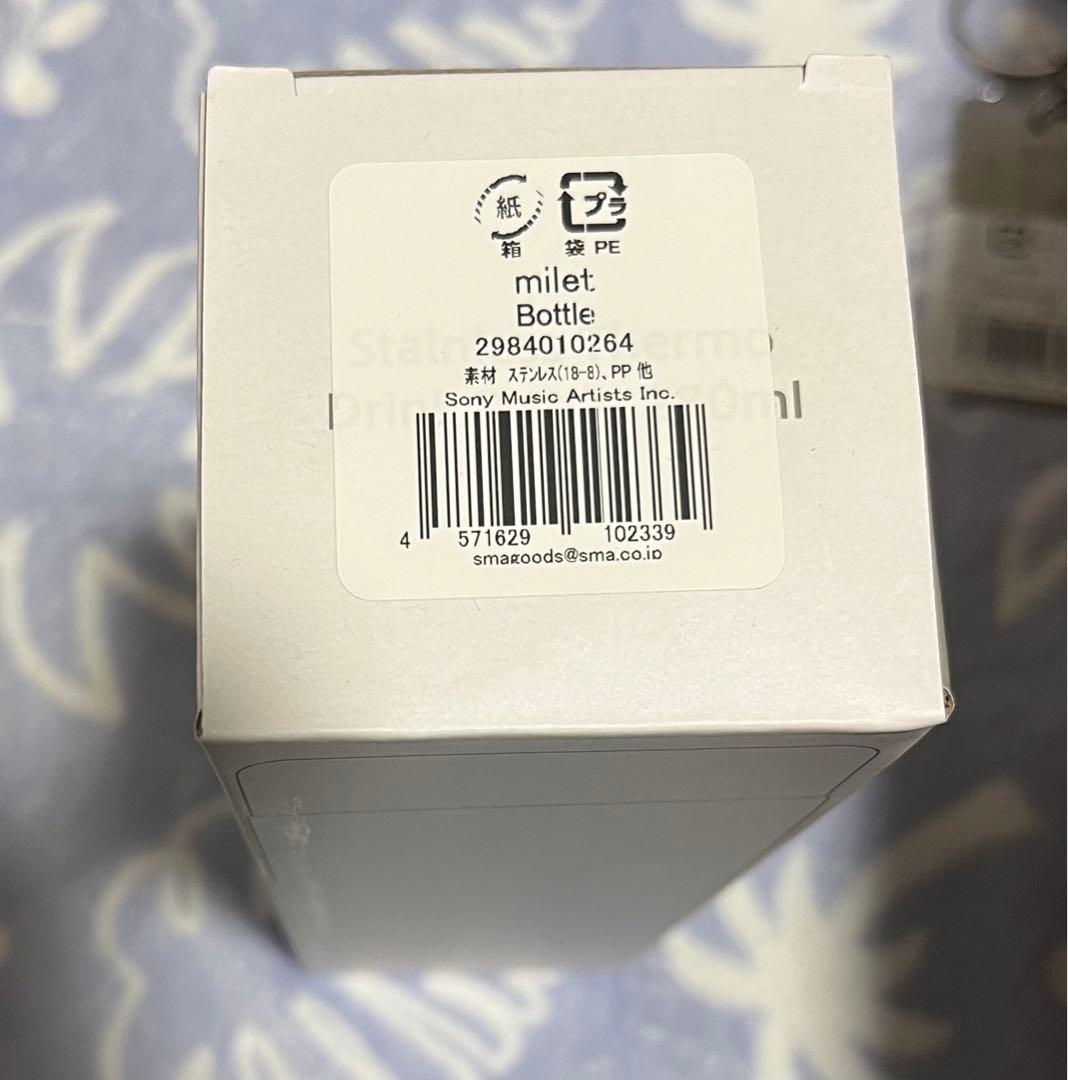 紙 プラ
箱 袋 PE
milet
Bottle
2984010264
素材 ステンレス(18-8)、PP 他
Sony Music Artists Inc.
4 571629 102339
smagoods@sma.co.jp